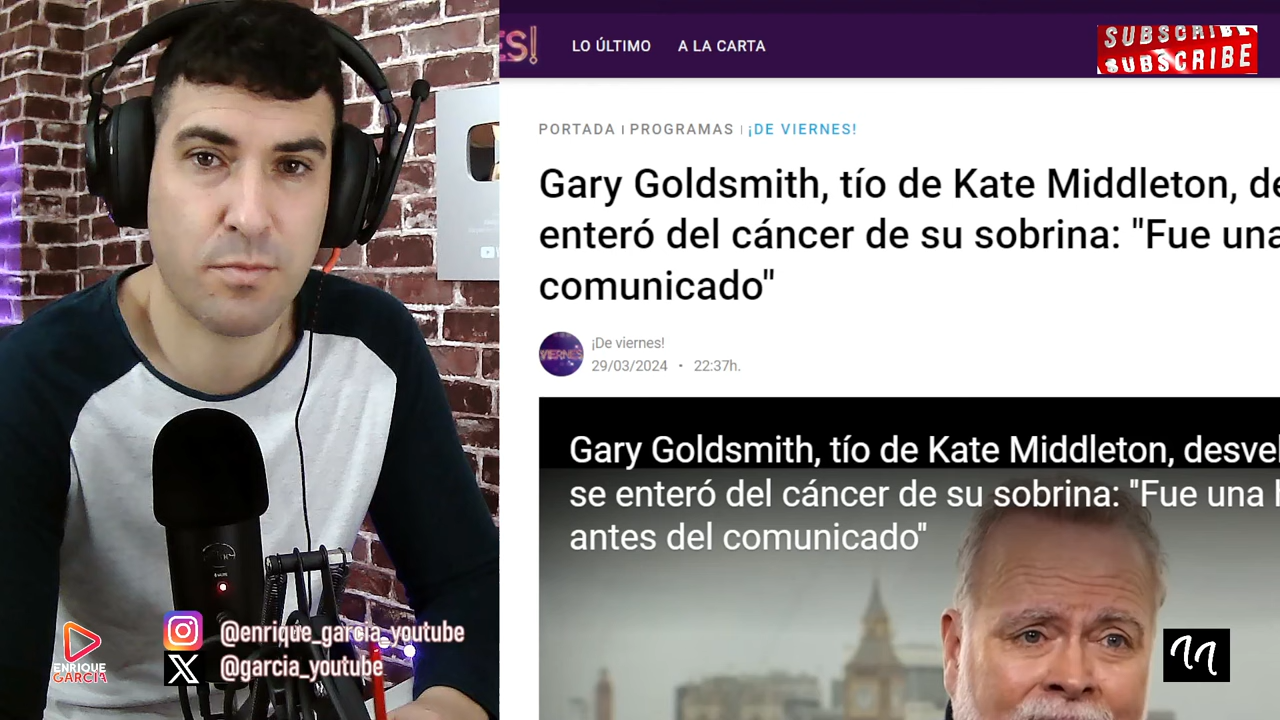 ES!
LO ÚLTIMO
A LA CARTA
SUBSCRIBE
SUBSCRIBE
PORTADA
PROGRAMAS
¡DE VIERNES!
Gary Goldsmith, tío de Kate Middleton, de
enteró del cáncer de su sobrina: "Fue una
comunicado"
VIERNES
¡De viernes!
29/03/2024 • 22:37h.
Gary Goldsmith, tío de Kate Middleton, desvel
se enteró del cáncer de su sobrina: "Fue una h
antes del comunicado"
@enrique_garcia_youtube
@garcia_youtube
ENRIQUE
GARCIA